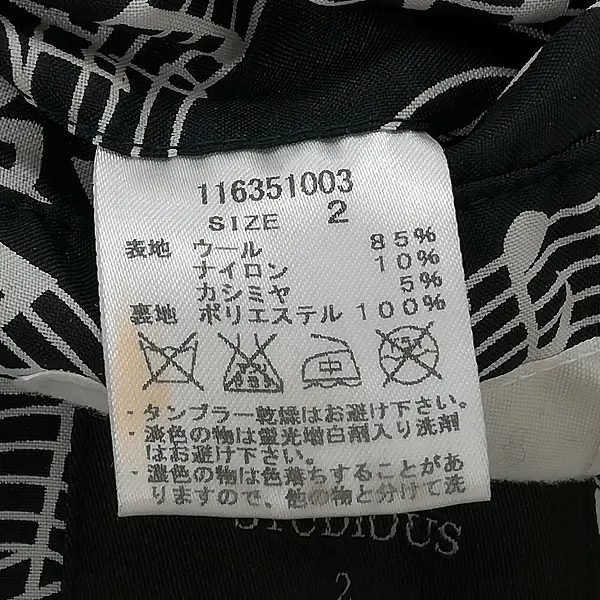 116351003
SIZE 2
表地 ウール 85%
ナイロン 10%
カシミヤ 5%
裏地 ポリエステル 100%
・タンブラー乾燥はお避け下さい。
・濃色の物は蛍光増白剤入り洗剤
はお避け下さい。
・濃色の物は色落ちすることがあ
りますので、他の物と分けて洗
STUDIOUS
2